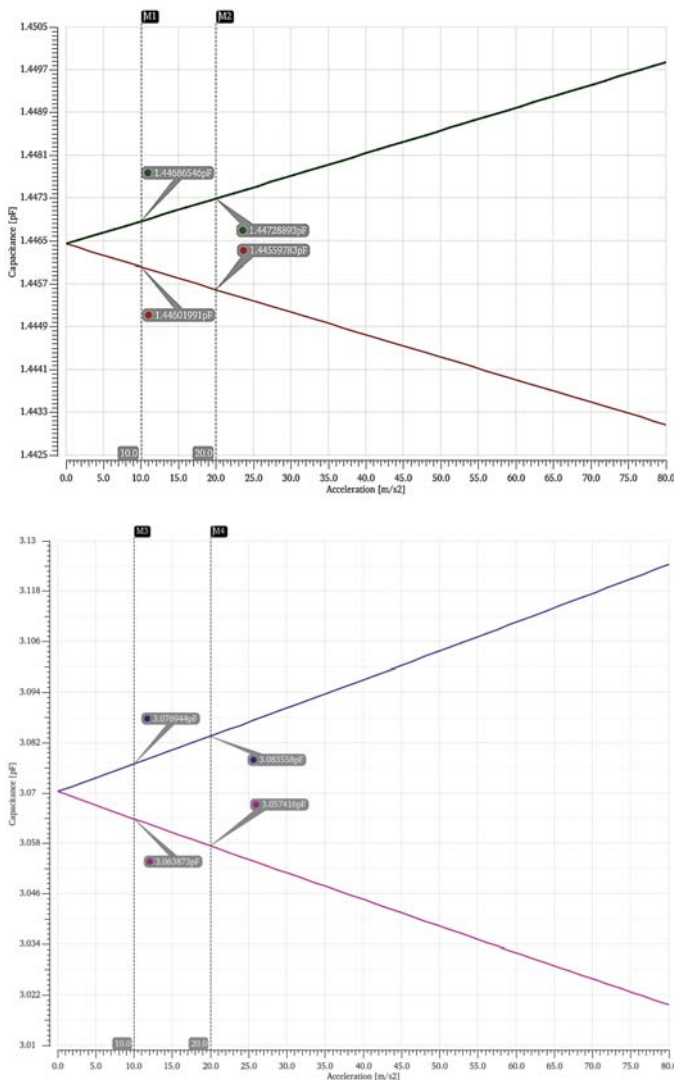 M1 M2
1.4505
1.4497
1.4489
1.4481
1.4473
1.4465
1.4457
1.4449
1.4441
1.4433
1.4425
Capacitance [pF]
1.44686546pF
1.44728893pF
1.44559783pF
1.44601991pF
10.0 20.0
0.0 5.0 10.0 15.0 20.0 25.0 30.0 35.0 40.0 45.0 50.0 55.0 60.0 65.0 70.0 75.0 80.0
Acceleration [m/s2]
M3 M4
3.13
3.118
3.106
3.094
3.082
3.07
3.058
3.046
3.034
3.022
3.01
Capacitance [pF]
3.076944pF
3.083558pF
3.057416pF
3.063873pF
10.0 20.0
0.0 5.0 10.0 15.0 20.0 25.0 30.0 35.0 40.0 45.0 50.0 55.0 60.0 65.0 70.0 75.0 80.0
Acceleration [m/s2]